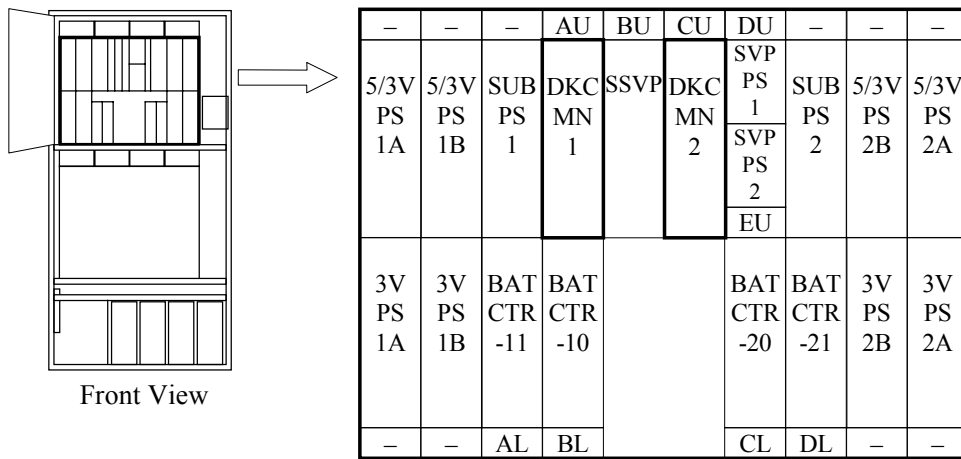 – – – AU BU CU DU – – –
5/3V PS 1A
5/3V PS 1B
SUB PS 1
DKC MN 1
SSVP
DKC MN 2
SVP PS 1
SVP PS 2
EU
SUB PS 2
5/3V PS 2B
5/3V PS 2A
3V PS 1A
3V PS 1B
BAT CTR -11
BAT CTR -10
BAT CTR -20
BAT CTR -21
3V PS 2B
3V PS 2A
– – AL BL CL DL – –
Front View